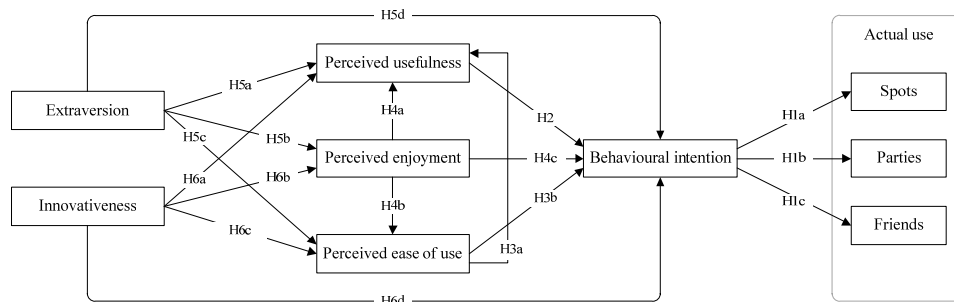 H5d
Actual use
Perceived usefulness
Extraversion
H5a
H4a
H2
H1a
Spots
H5c
H5b
H6a
Perceived enjoyment
H4c
Behavioural intention
H1b
Parties
H6b
Innovativeness
H4b
H3b
H1c
H6c
Friends
Perceived ease of use
H3a
H6d